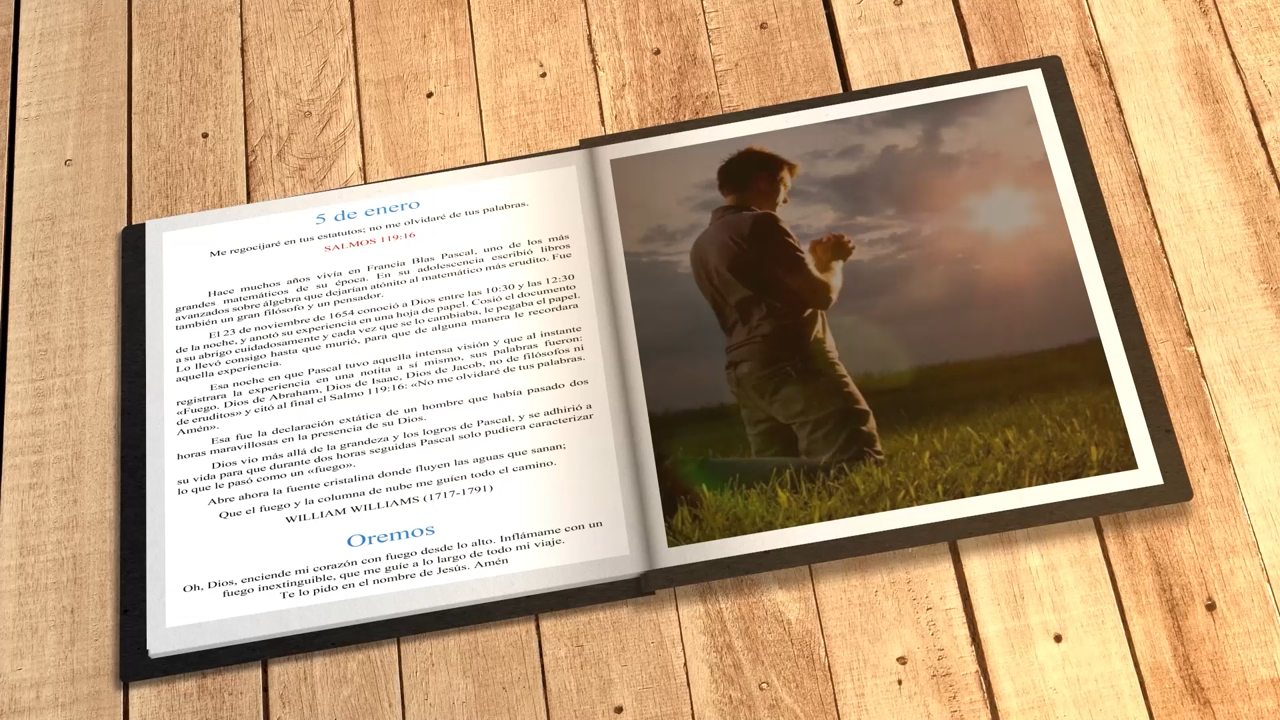 5 de enero
Me regocijaré en tus estatutos; no me olvidaré de tus palabras.
SALMOS 119:16
Hace muchos años vivía en Francia Blas Pascal, uno de los más
grandes matemáticos de su época. En su adolescencia escribió libros
avanzados sobre álgebra que dejarían atónito al matemático más erudito. Fue
también un gran filósofo y un pensador.
El 23 de noviembre de 1654 conoció a Dios entre las 10:30 y las 12:30
de la noche, y anotó su experiencia en una hoja de papel. Cosió el documento
a su abrigo cuidadosamente y cada vez que se lo cambiaba, le pegaba el papel.
Lo llevó consigo hasta que murió, para que de alguna manera le recordara
aquella experiencia.
Esa noche en que Pascal tuvo aquella intensa visión y que al instante
registrara la experiencia en una notita a sí mismo, sus palabras fueron:
«Fuego. Dios de Abraham, Dios de Isaac, Dios de Jacob, no de filósofos ni
de eruditos» y citó al final el Salmo 119:16: «No me olvidaré de tus palabras.
Amén».
Esa fue la declaración extática de un hombre que había pasado dos
horas maravillosas en la presencia de su Dios.
Dios vio más allá de la grandeza y los logros de Pascal, y se adhirió a
su vida para que durante dos horas seguidas Pascal solo pudiera caracterizar
lo que le pasó como un «fuego».
Abre ahora la fuente cristalina donde fluyen las aguas que sanan;
Que el fuego y la columna de nube me guíen todo el camino.
WILLIAM WILLIAMS (1717-1791)
Oremos
Oh, Dios, enciende mi corazón con fuego desde lo alto. Inflámame con un
fuego inextinguible, que me guíe a lo largo de todo mi viaje.
Te lo pido en el nombre de Jesús. Amén